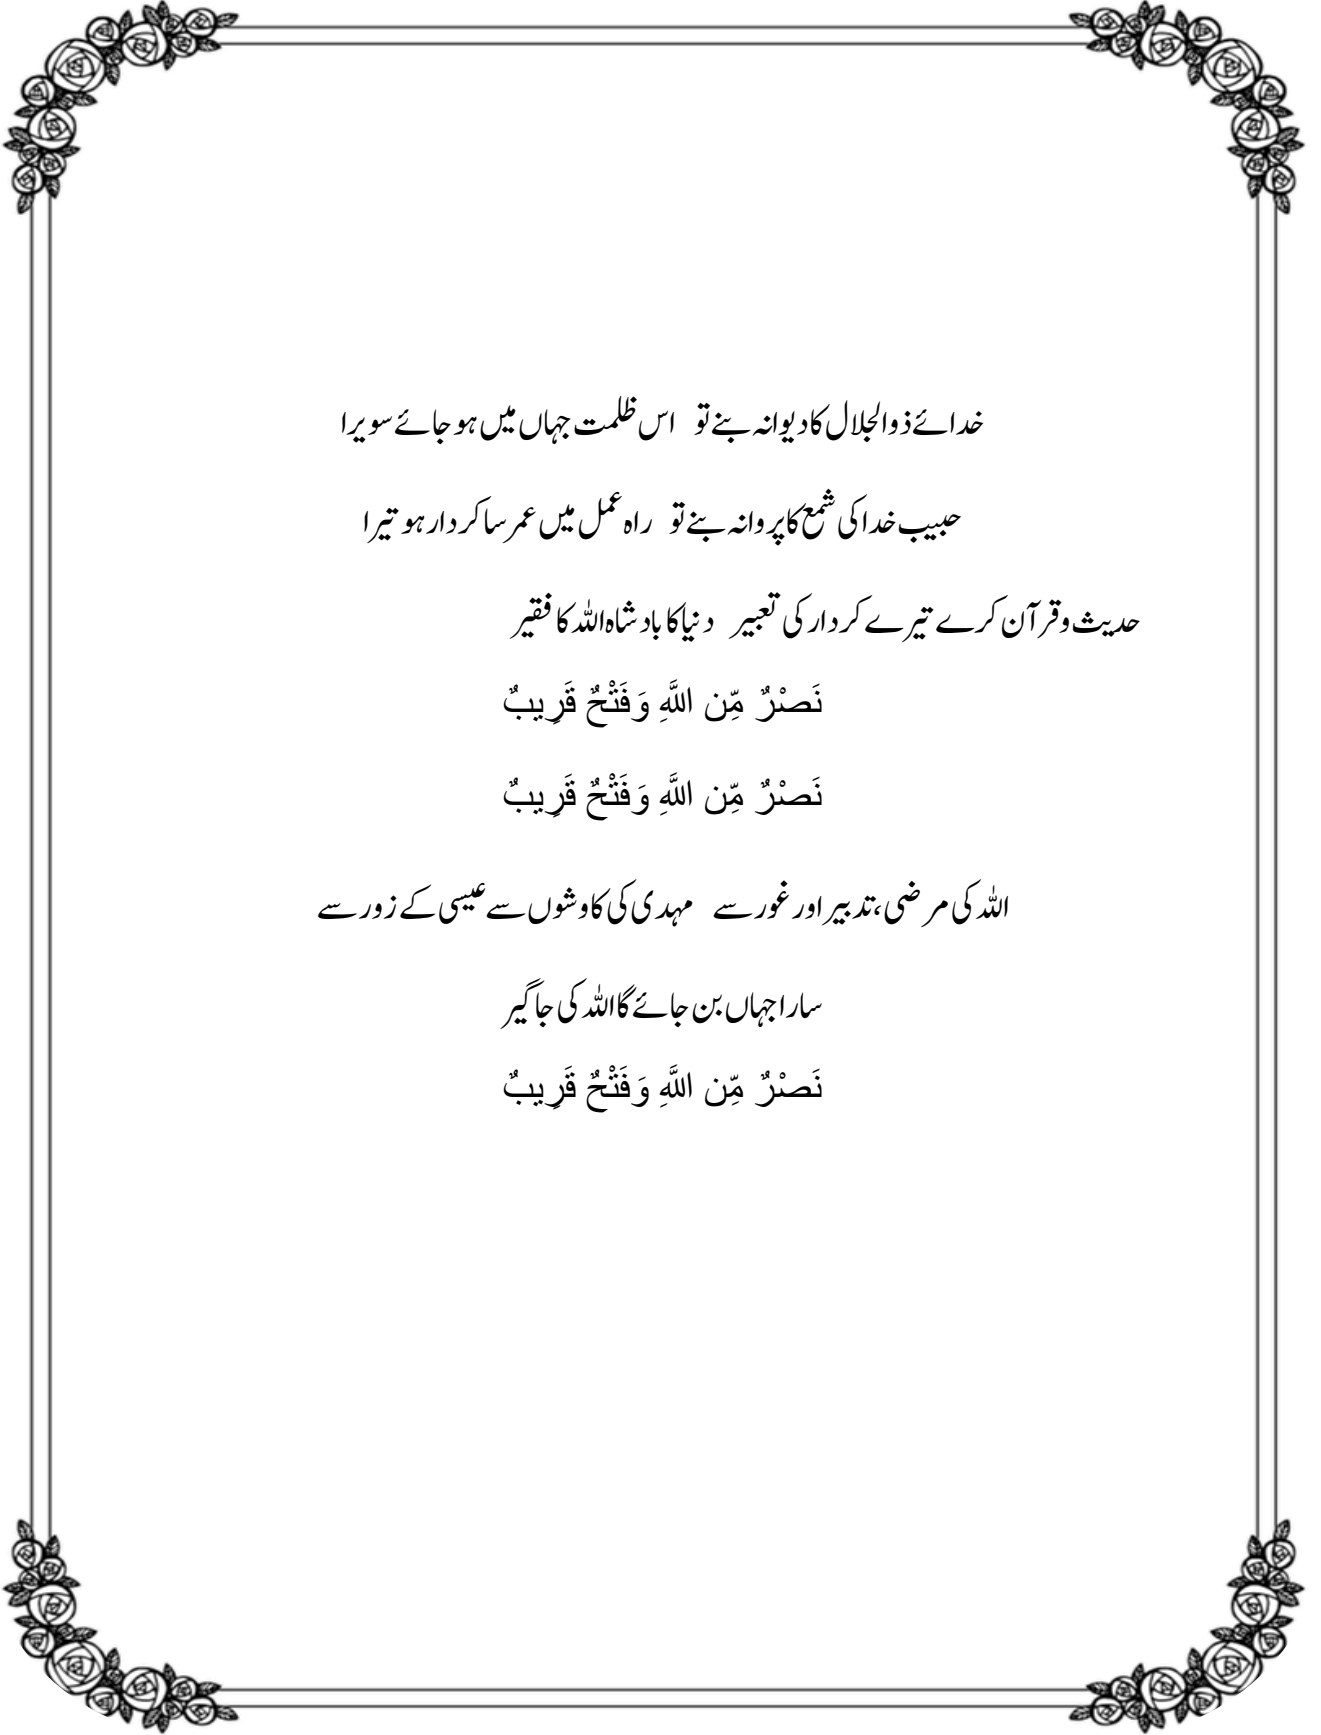 خدائے ذوالجلال کا دیوانہ بنے تو   اس ظلمت جہاں میں ہو جائے سویرا
حبیب خدا کی شمع کا پروانہ بنے تو   راہ عمل میں عمر سا کردار ہو تیرا
حدیث و قرآن کرے تیرے کردار کی تعبیر   دنیا کا بادشاہ اللہ کا فقیر
نَصْرٌ مِّن اللَّهِ وَفَتْحٌ قَرِيبٌ
نَصْرٌ مِّن اللَّهِ وَفَتْحٌ قَرِيبٌ
اللہ کی مرضی، تدبیر اور غور سے   مہدی کی کاوشوں سے عیسی کے زور سے
سارا جہاں بن جائے گا اللہ کی جاگیر
نَصْرٌ مِّن اللَّهِ وَفَتْحٌ قَرِيبٌ